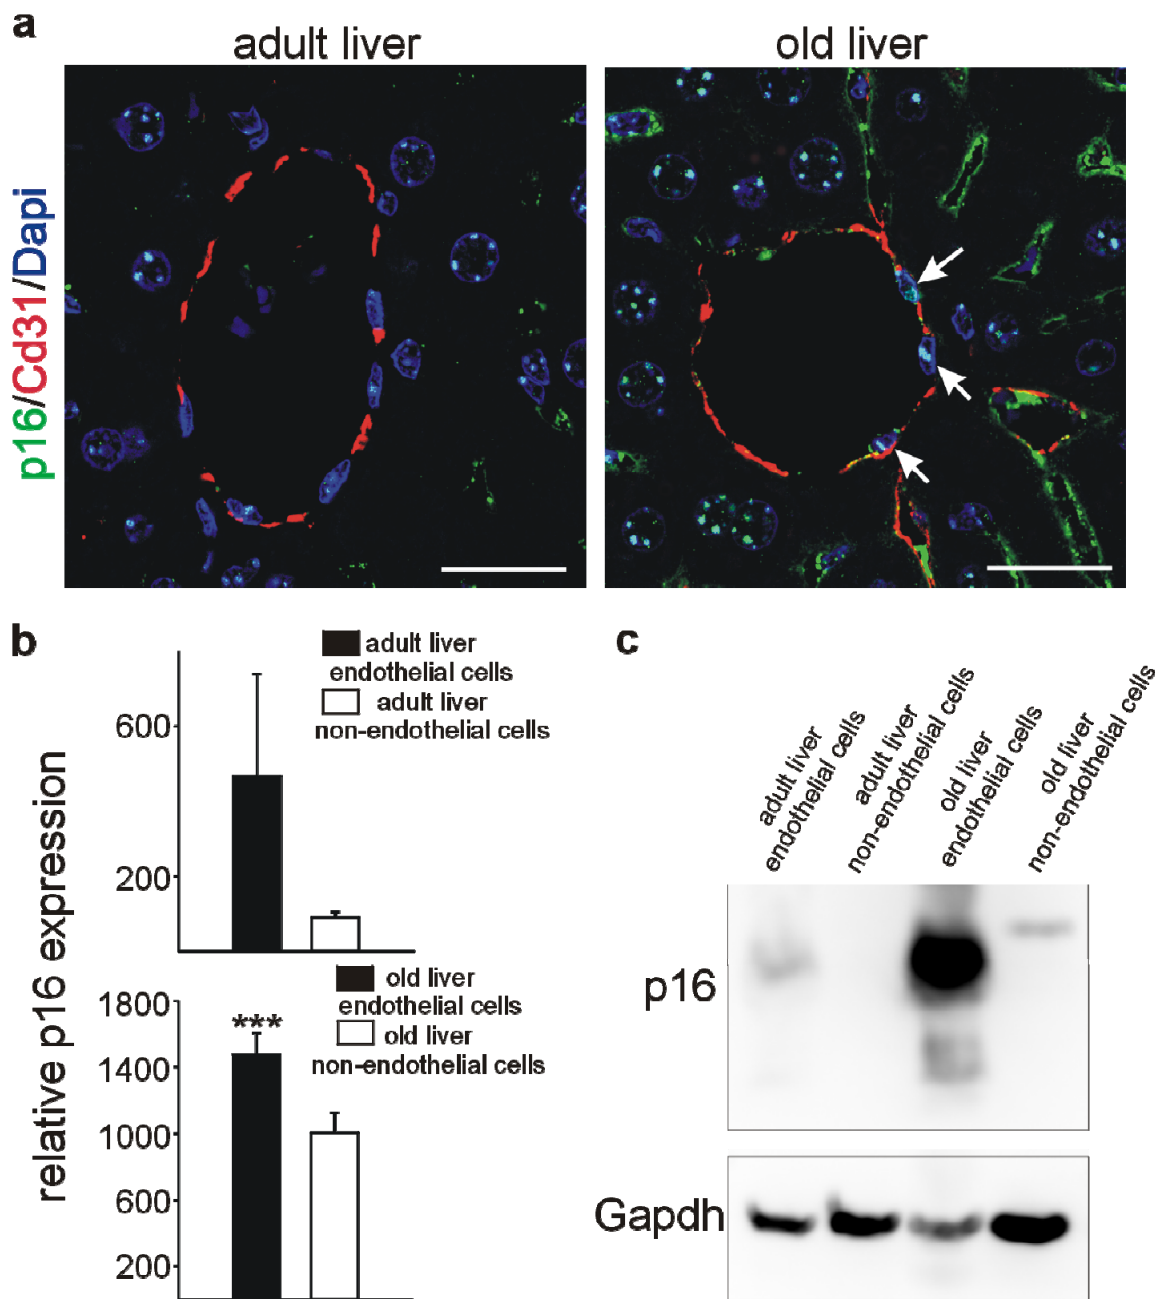 a
adult liver
old liver
p16/Cd31/Dapi
b
adult liver
endothelial cells
adult liver
non-endothelial cells
600
200
relative p16 expression
old liver
endothelial cells
old liver
non-endothelial cells
1800
***
1400
1000
600
200
c
adult liver
endothelial cells
adult liver
non-endothelial cells
old liver
endothelial cells
old liver
non-endothelial cells
p16
Gapdh